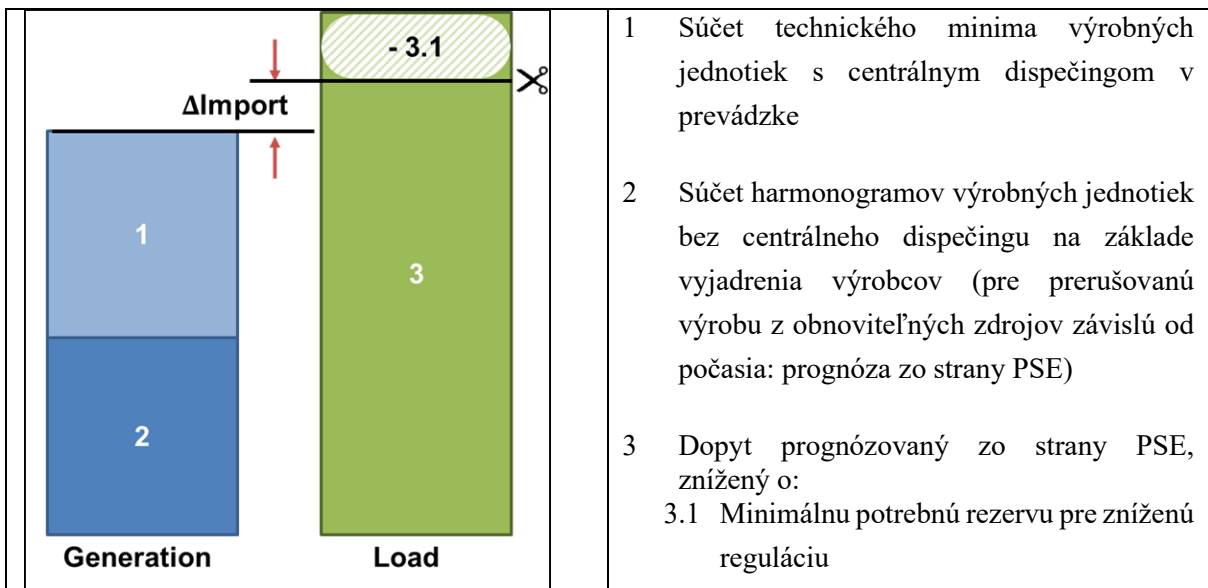 - 3.1
ΔImport
1
3
2
Generation
Load
1 Súčet technického minima výrobných
jednotiek s centrálnym dispečingom v
prevádzke
2 Súčet harmonogramov výrobných jednotiek
bez centrálneho dispečingu na základe
vyjadrenia výrobcov (pre prerušovanú
výrobu z obnoviteľných zdrojov závislú od
počasia: prognóza zo strany PSE)
3 Dopyt prognózovaný zo strany PSE,
znížený o:
3.1 Minimálnu potrebnú rezervu pre zníženú
reguláciu